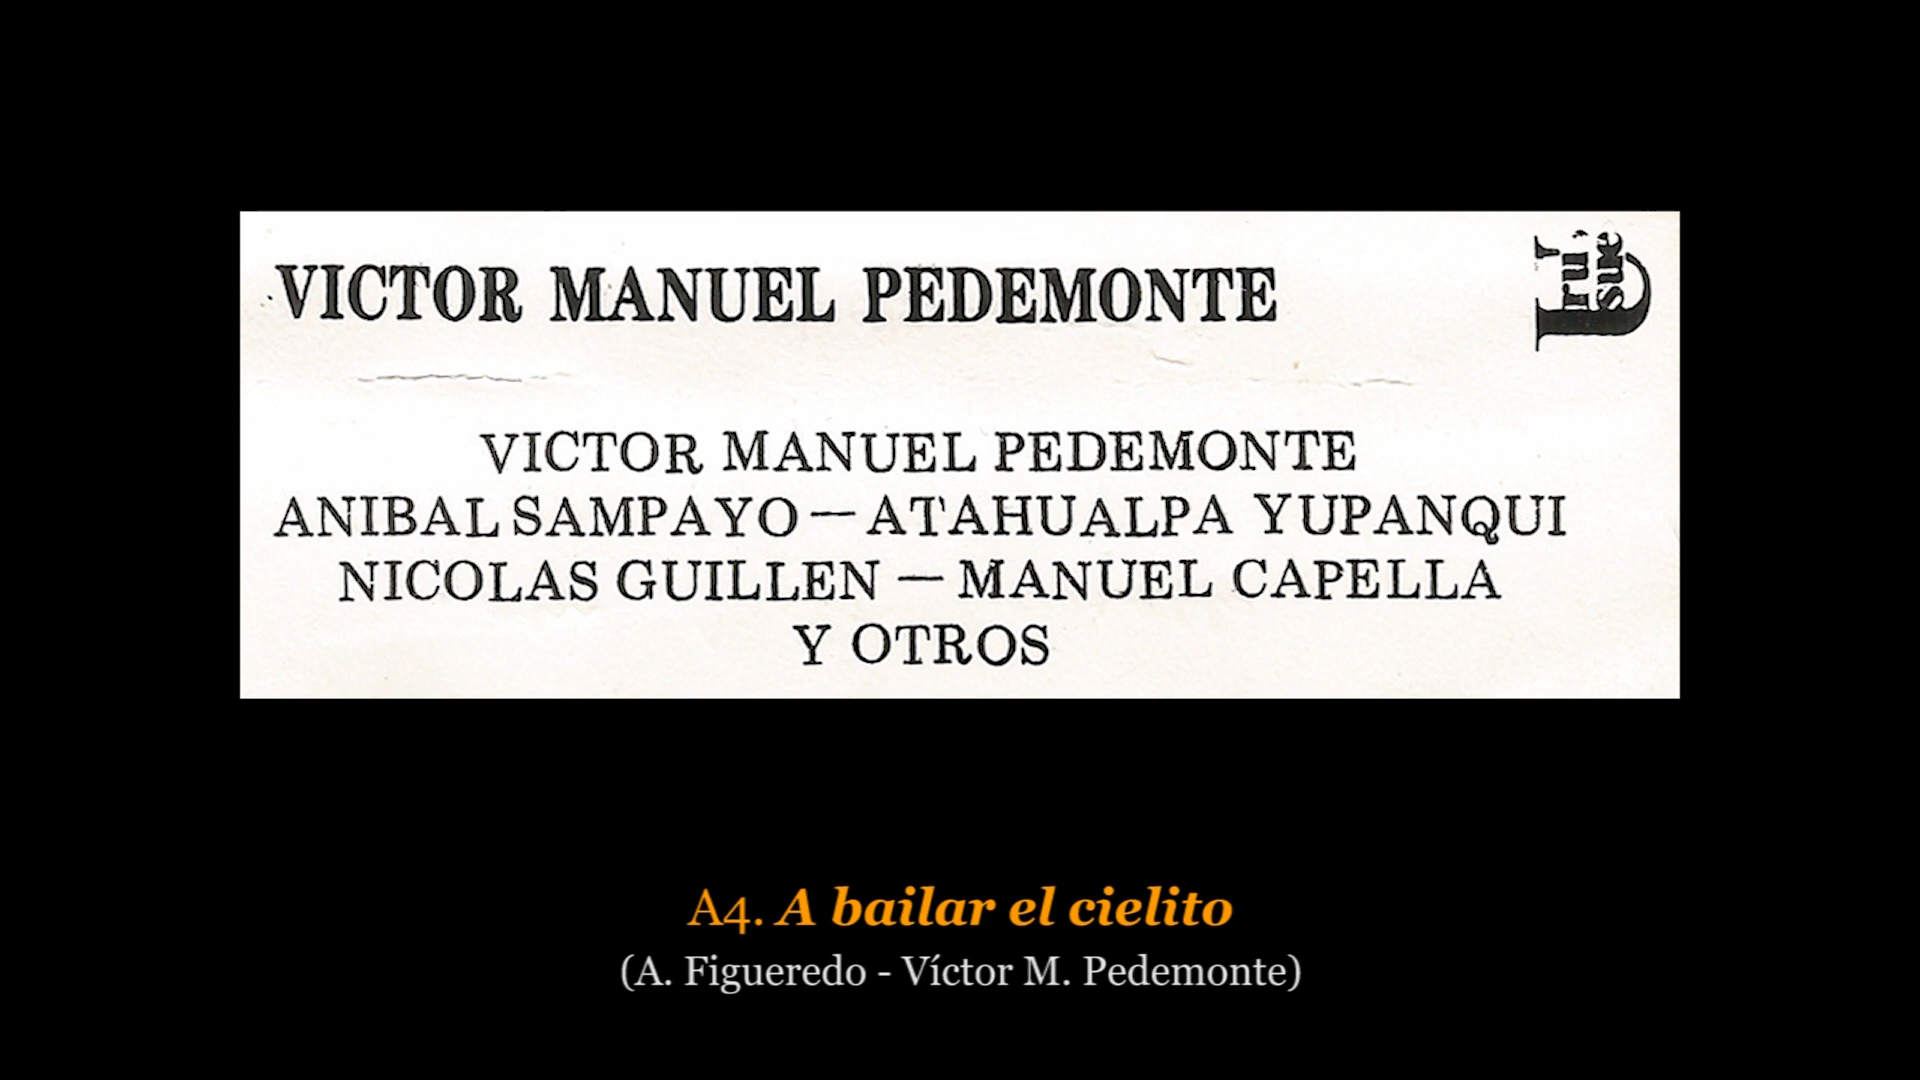 VICTOR MANUEL PEDEMONTE
VICTOR MANUEL PEDEMONTE
ANIBAL SAMPAYO — ATAHUALPA YUPANQUI
NICOLAS GUILLEN — MANUEL CAPELLA
Y OTROS
A4. A bailar el cielito
(A. Figueredo - Víctor M. Pedemonte)